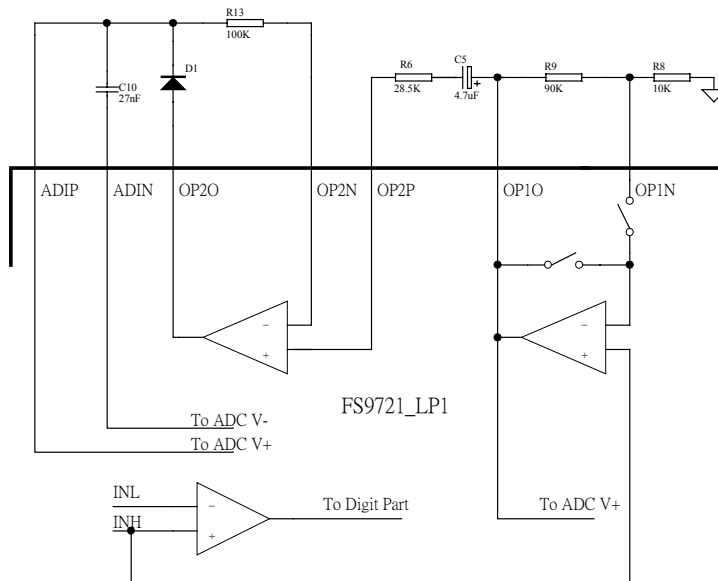 R13
100K
D1
C10
27nF
R6
28.5K
C5
4.7uF
+
R9
90K
R8
10K
ADIP
ADIN
OP2O
OP2N
OP2P
OP1O
OP1N
−
+
−
+
FS9721_LP1
To ADC V-
To ADC V+
INL
INH
−
+
To Digit Part
To ADC V+